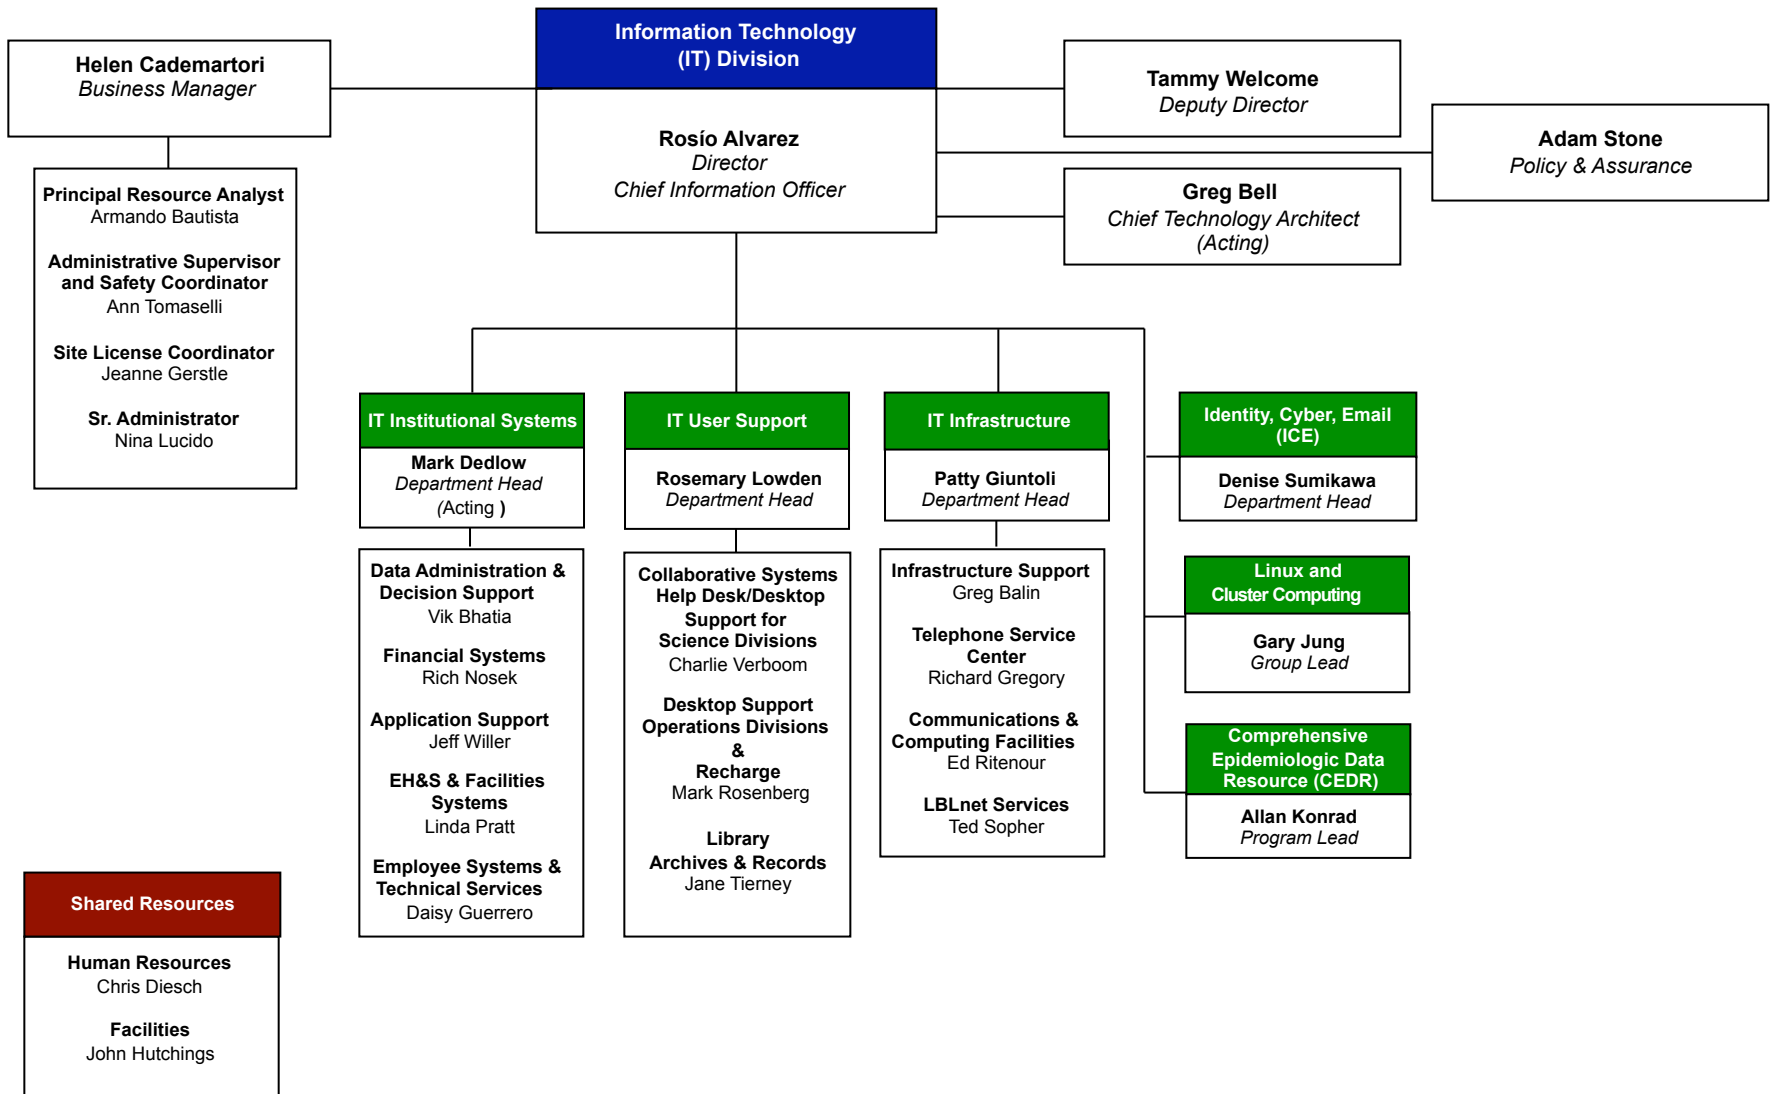 Information Technology
(IT) Division
Rosío Alvarez
Director
Chief Information Officer
Helen Cademartori
Business Manager
Tammy Welcome
Deputy Director
Adam Stone
Policy & Assurance
Greg Bell
Chief Technology Architect
(Acting)
Principal Resource Analyst
Armando Bautista
Administrative Supervisor
and Safety Coordinator
Ann Tomaselli
Site License Coordinator
Jeanne Gerstle
Sr. Administrator
Nina Lucido
IT Institutional Systems
Mark Dedlow
Department Head
(Acting )
Data Administration &
Decision Support
Vik Bhatia
Financial Systems
Rich Nosek
Application Support
Jeff Willer
EH&S & Facilities
Systems
Linda Pratt
Employee Systems &
Technical Services
Daisy Guerrero
IT User Support
Rosemary Lowden
Department Head
Collaborative Systems
Help Desk/Desktop
Support for
Science Divisions
Charlie Verboom
Desktop Support
Operations Divisions
&
Recharge
Mark Rosenberg
Library
Archives & Records
Jane Tierney
IT Infrastructure
Patty Giuntoli
Department Head
Infrastructure Support
Greg Balin
Telephone Service
Center
Richard Gregory
Communications &
Computing Facilities
Ed Ritenour
LBLnet Services
Ted Sopher
Identity, Cyber, Email
(ICE)
Denise Sumikawa
Department Head
Linux and
Cluster Computing
Gary Jung
Group Lead
Comprehensive
Epidemiologic Data
Resource (CEDR)
Allan Konrad
Program Lead
Shared Resources
Human Resources
Chris Diesch
Facilities
John Hutchings